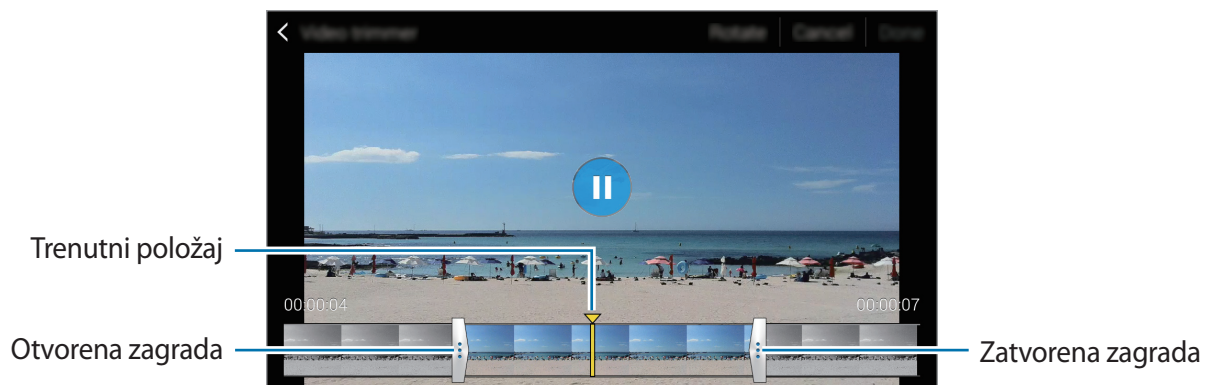 Video trimmer
Rotate
Cancel
Done
Trenutni položaj
00:00:04
00:00:07
Otvorena zagrada
Zatvorena zagrada